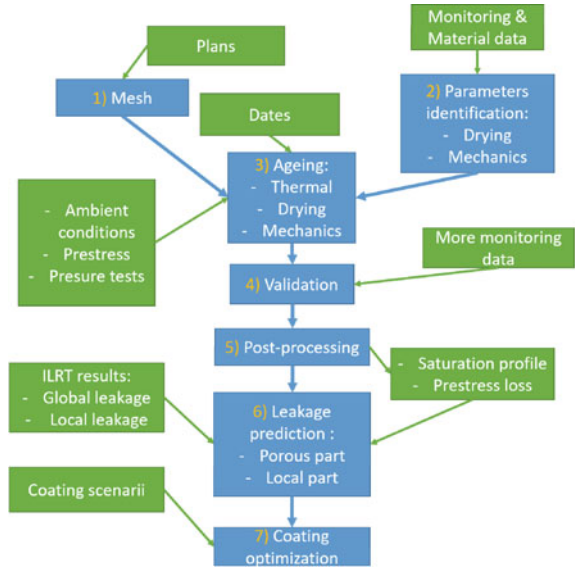 Monitoring &
Material data
Plans
1) Mesh
2) Parameters
identification:
- Drying
- Mechanics
Dates
3) Ageing:
- Thermal
- Drying
- Mechanics
- Ambient
conditions
- Prestress
- Presure tests
More monitoring
data
4) Validation
5) Post-processing
- Saturation profile
- Prestress loss
ILRT results:
- Global leakage
- Local leakage
6) Leakage
prediction :
- Porous part
- Local part
Coating scenarii
7) Coating
optimization